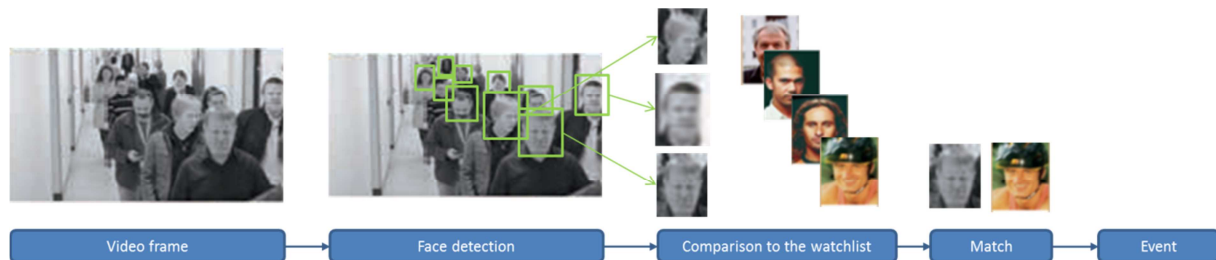 Video frame
Face detection
Comparison to the watchlist
Match
Event